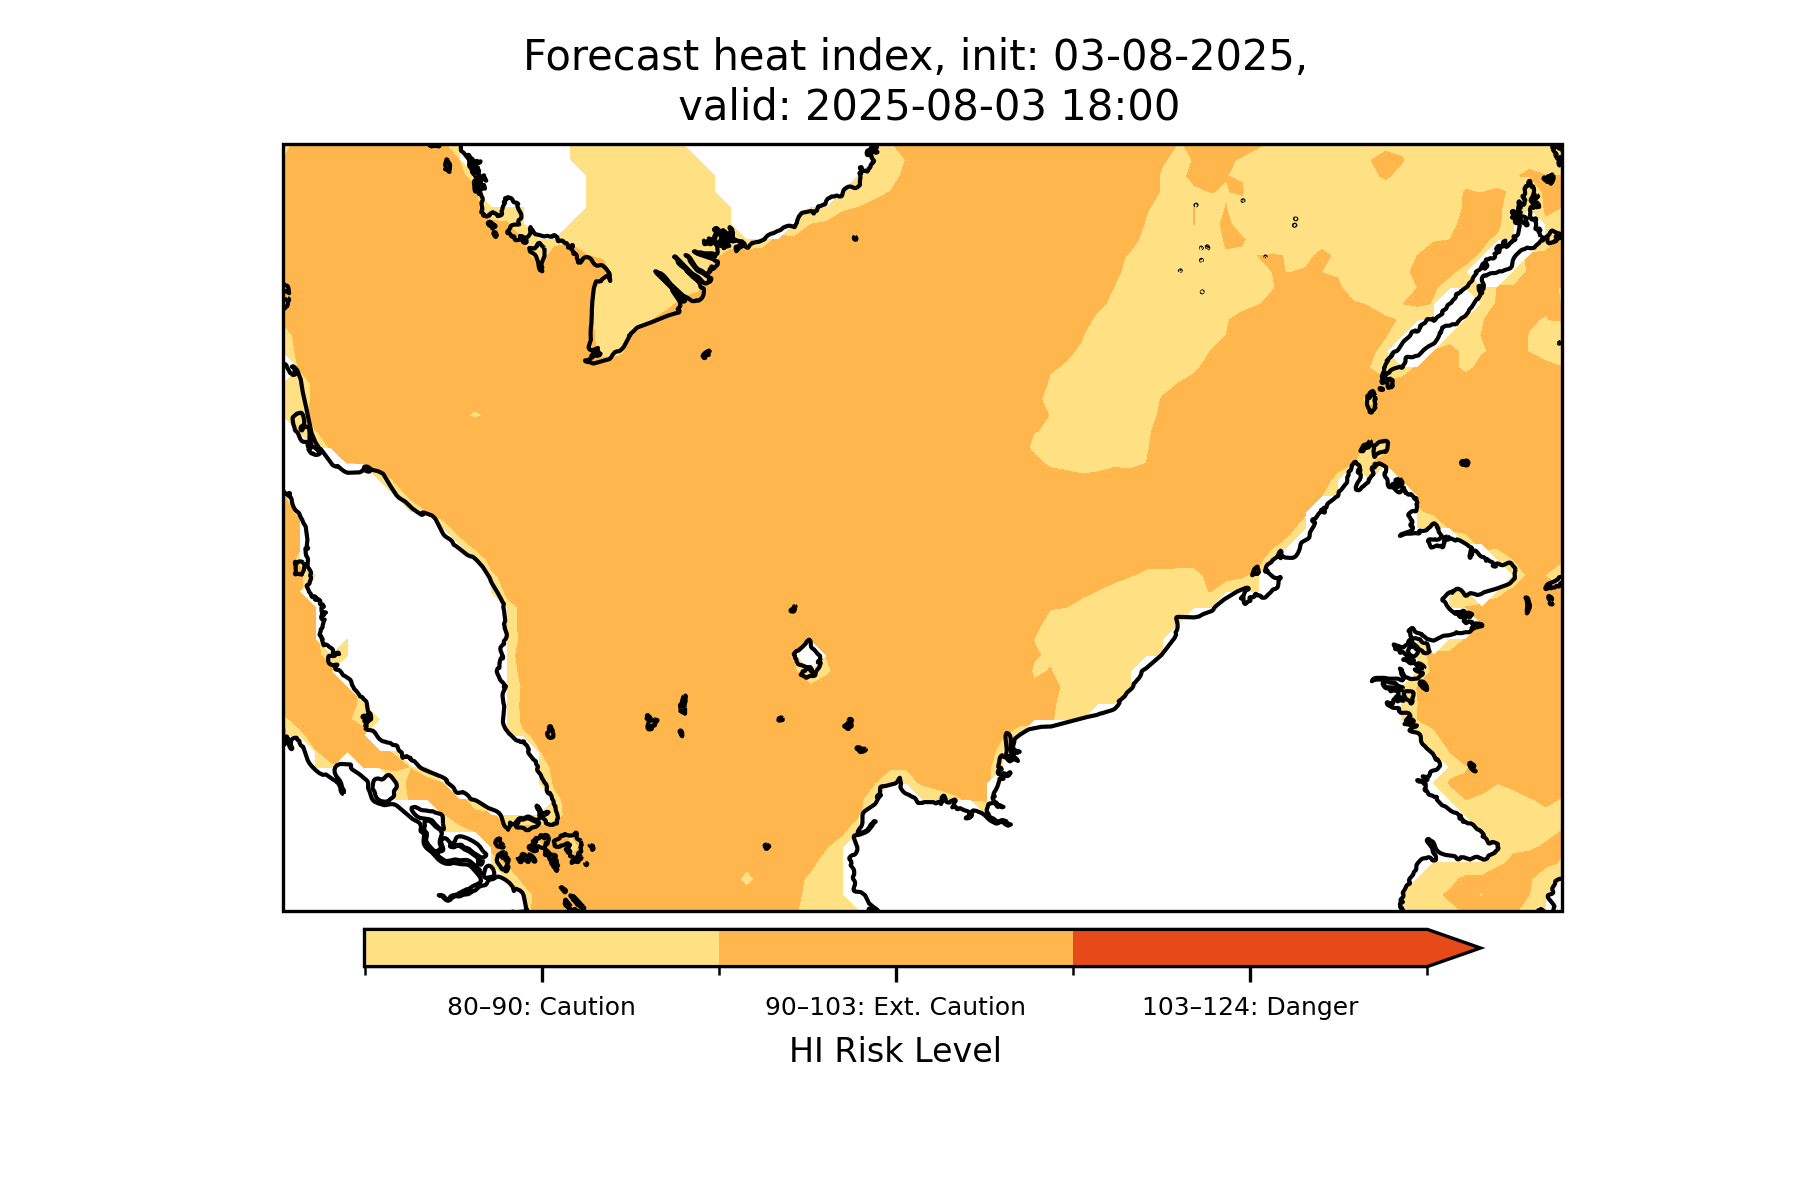 Forecast heat index, init: 03-08-2025,
valid: 2025-08-03 18:00
80–90: Caution
90–103: Ext. Caution
103–124: Danger
HI Risk Level